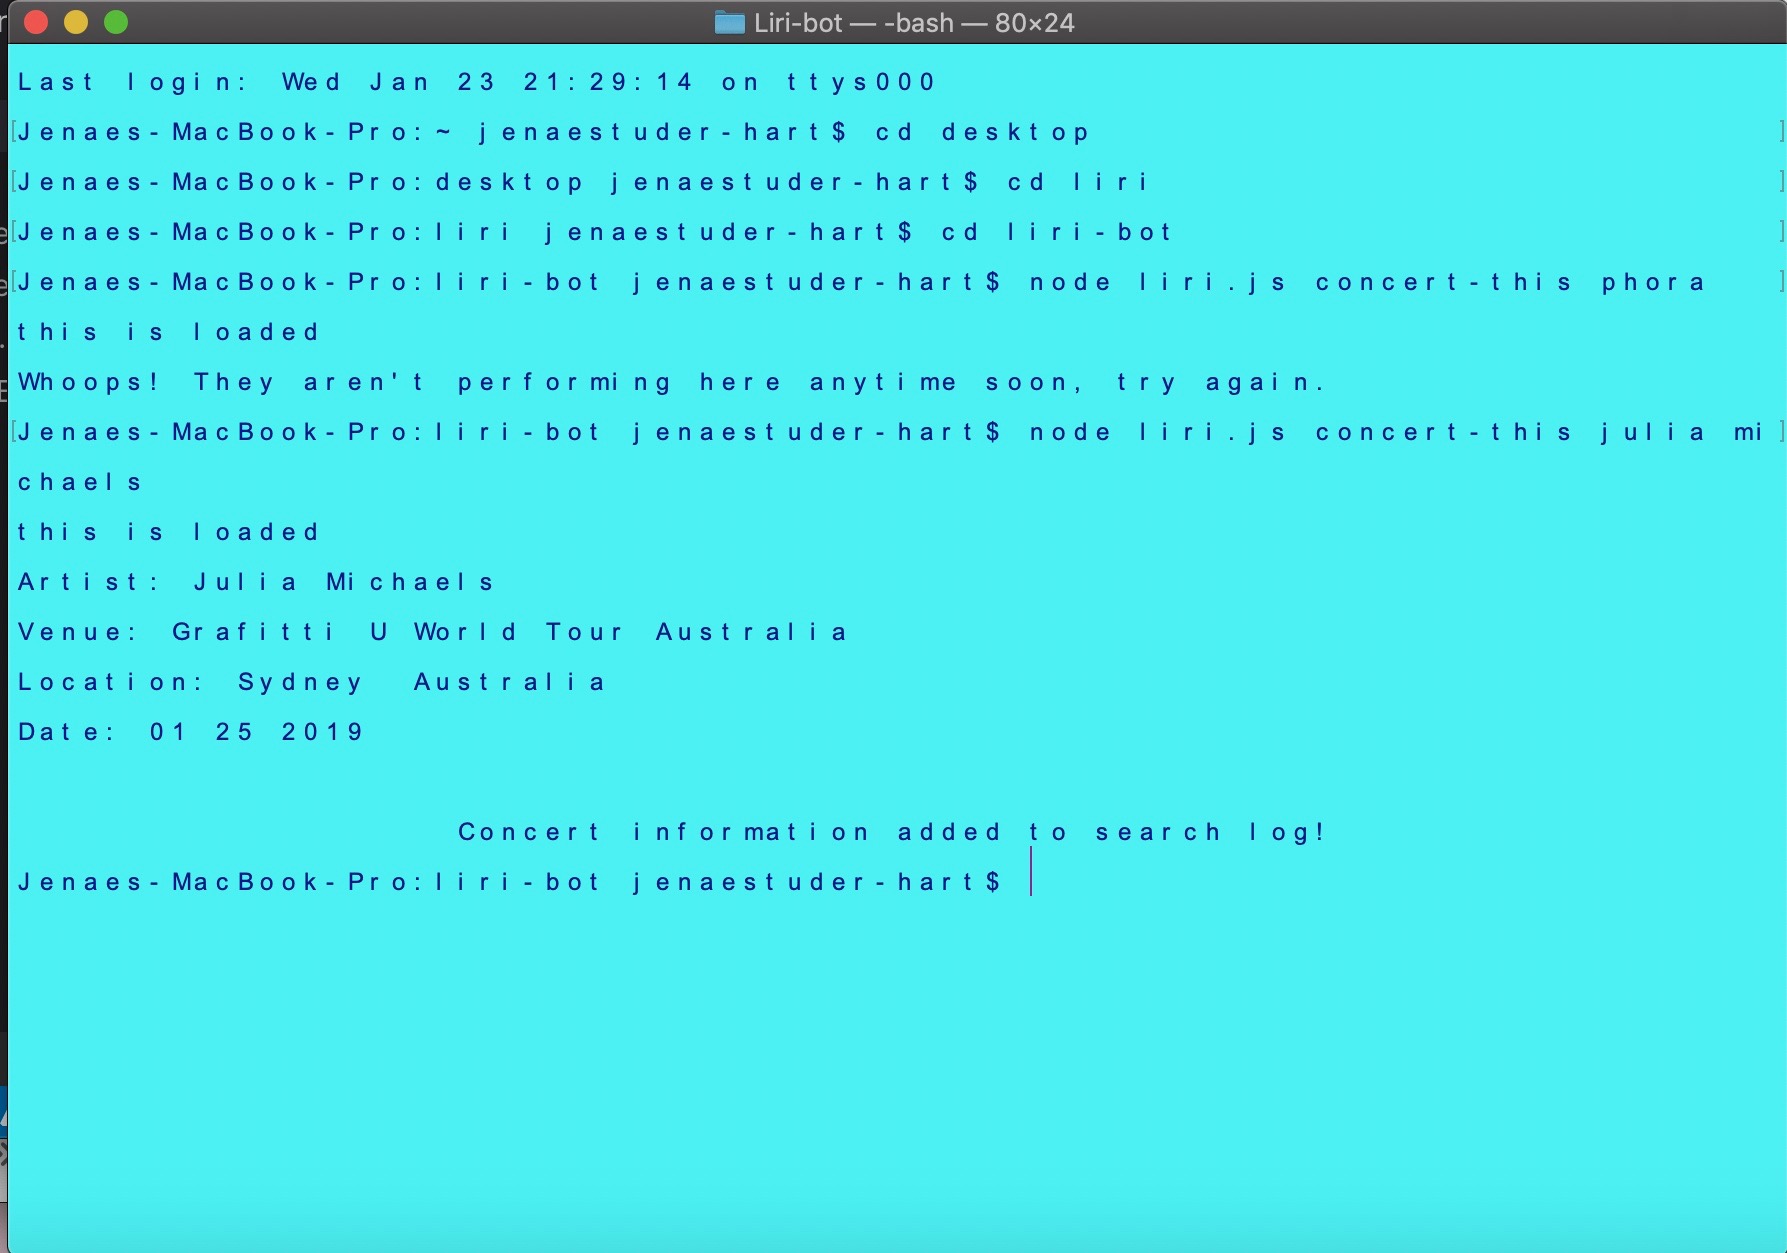 Liri-bot — -bash — 80×24
Last login: Wed Jan 23 21:29:14 on ttys000
[Jenaes-MacBook-Pro:~ jenaestuder-hart$ cd desktop ]
[Jenaes-MacBook-Pro:desktop jenaestuder-hart$ cd liri ]
[Jenaes-MacBook-Pro:liri jenaestuder-hart$ cd liri-bot ]
[Jenaes-MacBook-Pro:liri-bot jenaestuder-hart$ node liri.js concert-this phora ]
this is loaded
Whoops! They aren't performing here anytime soon, try again.
[Jenaes-MacBook-Pro:liri-bot jenaestuder-hart$ node liri.js concert-this julia mi]
chaels
this is loaded
Artist: Julia Michaels
Venue: Grafitti U World Tour Australia
Location: Sydney  Australia
Date: 01 25 2019
Concert information added to search log!
Jenaes-MacBook-Pro:liri-bot jenaestuder-hart$